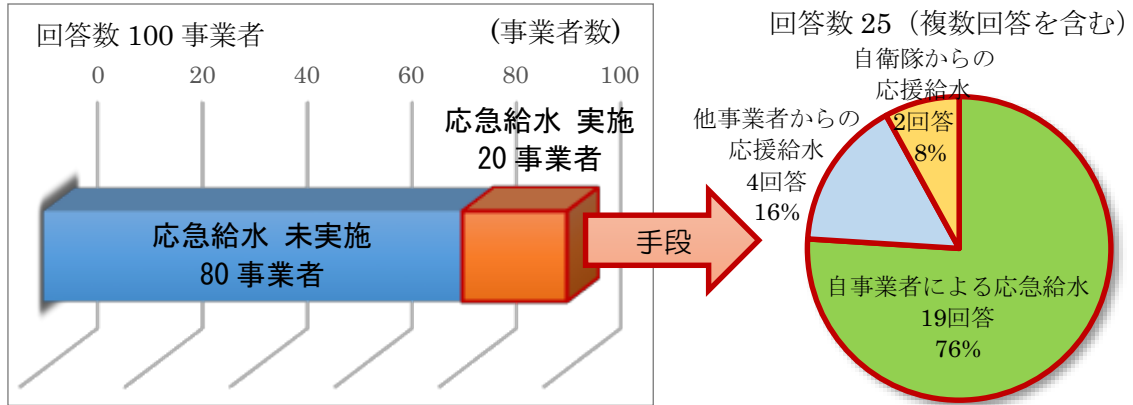 回答数 100 事業者
(事業者数)
0 20 40 60 80 100
応急給水 実施
20 事業者
応急給水 未実施
80 事業者
手段
回答数 25（複数回答を含む）
自衛隊からの
応援給水
2回答
8%
他事業者からの
応援給水
4回答
16%
自事業者による応急給水
19回答
76%